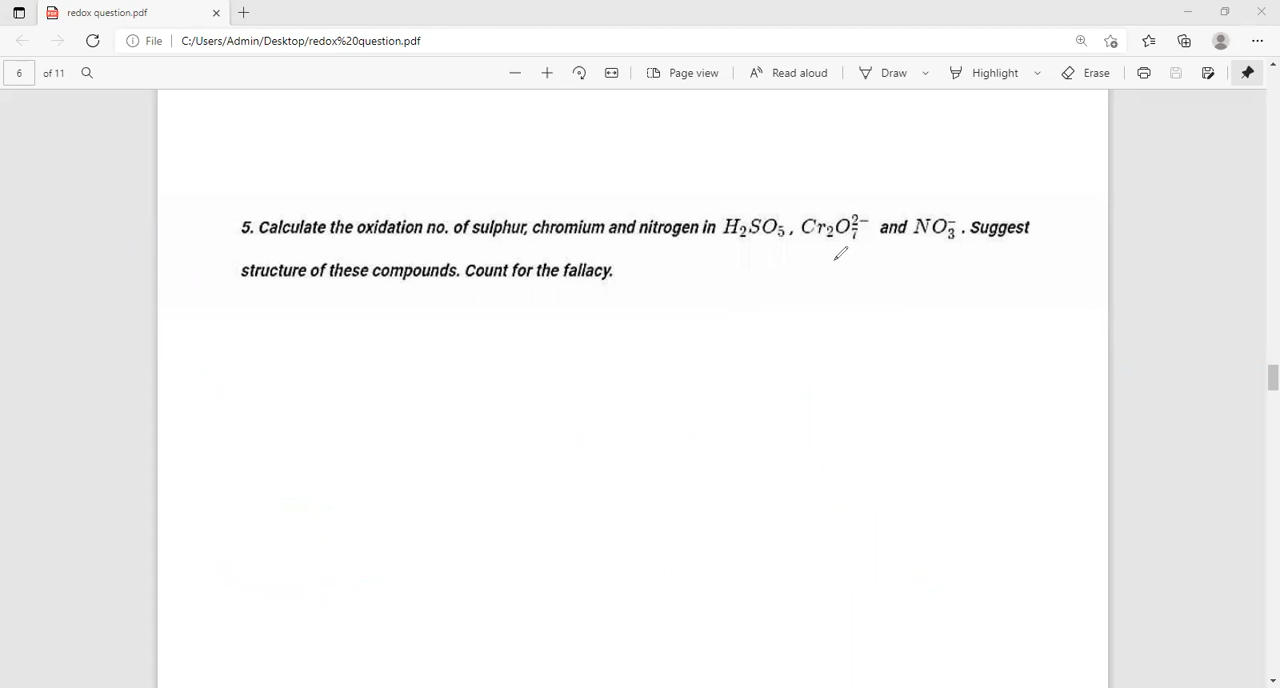 redox question.pdf
File C:/Users/Admin/Desktop/redox%20question.pdf
6 of 11 Page view Read aloud Draw Highlight Erase
5. Calculate the oxidation no. of sulphur, chromium and nitrogen in H₂SO₅, Cr₂O₇²⁻ and NO₃⁻. Suggest
structure of these compounds. Count for the fallacy.